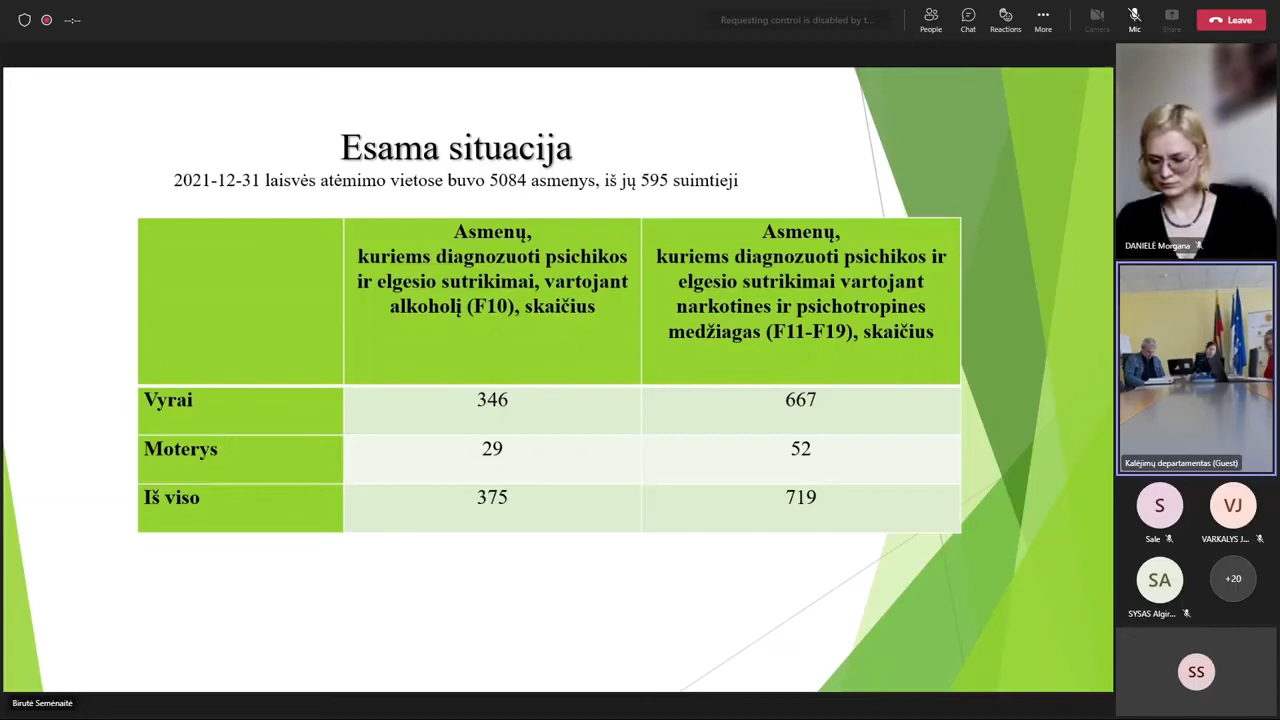 --:--
Requesting control is disabled by t...
People
Chat
Reactions
More
Camera
Mic
Share
Leave
Esama situacija
2021-12-31 laisvės atėmimo vietose buvo 5084 asmenys, iš jų 595 suimtieji
Asmenų,
kuriems diagnozuoti psichikos
ir elgesio sutrikimai, vartojant
alkoholį (F10), skaičius
Asmenų,
kuriems diagnozuoti psichikos ir
elgesio sutrikimai vartojant
narkotines ir psichotropines
medžiagas (F11-F19), skaičius
Vyrai 346 667
Moterys 29 52
Iš viso 375 719
Birutė Semėnaitė
DANIELĖ Morgana
Kalėjimų departamentas (Guest)
S
Sale
VJ
VARKALYS J...
SA
SYSAS Algir...
+20
SS